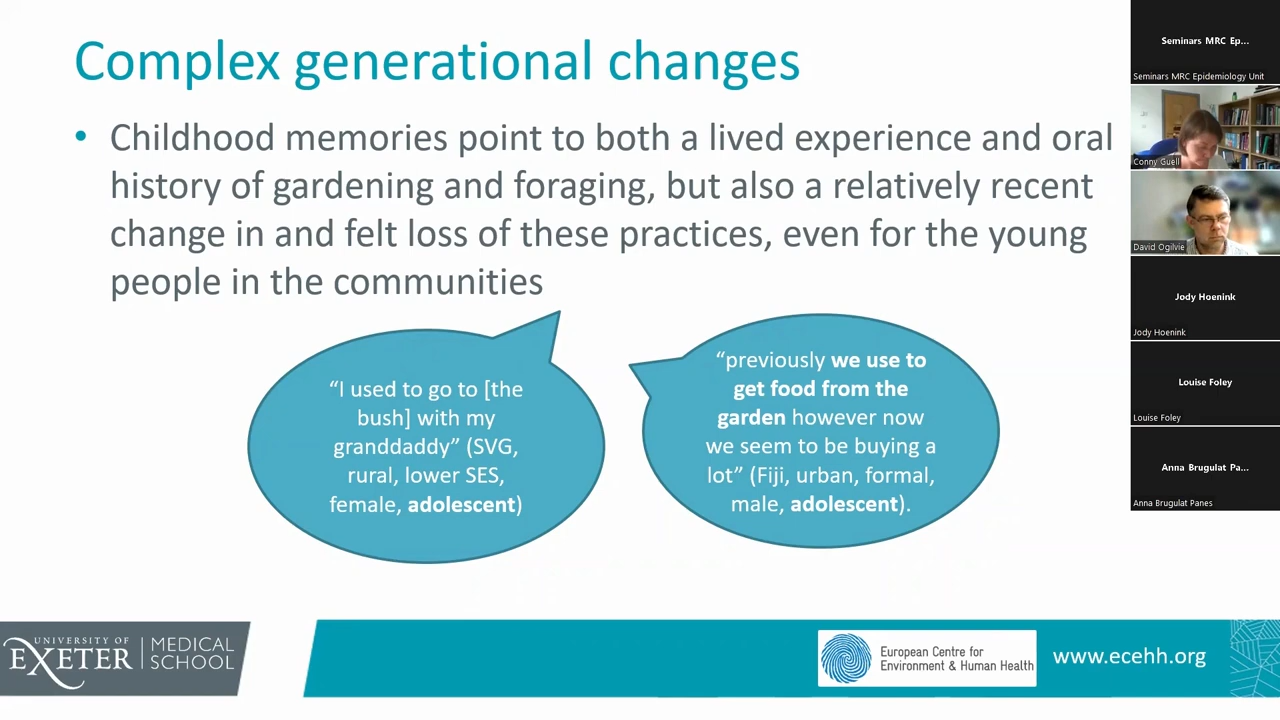 Complex generational changes
• Childhood memories point to both a lived experience and oral
history of gardening and foraging, but also a relatively recent
change in and felt loss of these practices, even for the young
people in the communities
“I used to go to [the
bush] with my
granddaddy” (SVG,
rural, lower SES,
female, adolescent)
“previously we use to
get food from the
garden however now
we seem to be buying a
lot” (Fiji, urban, formal,
male, adolescent).
Seminars MRC Ep...
Seminars MRC Epidemiology Unit
Conny Guell
David Ogilvie
Jody Hoenink
Jody Hoenink
Louise Foley
Louise Foley
Anna Brugulat Pa...
Anna Brugulat Panes
UNIVERSITY OF
EXETER
MEDICAL
SCHOOL
European Centre for
Environment & Human Health
www.ecehh.org